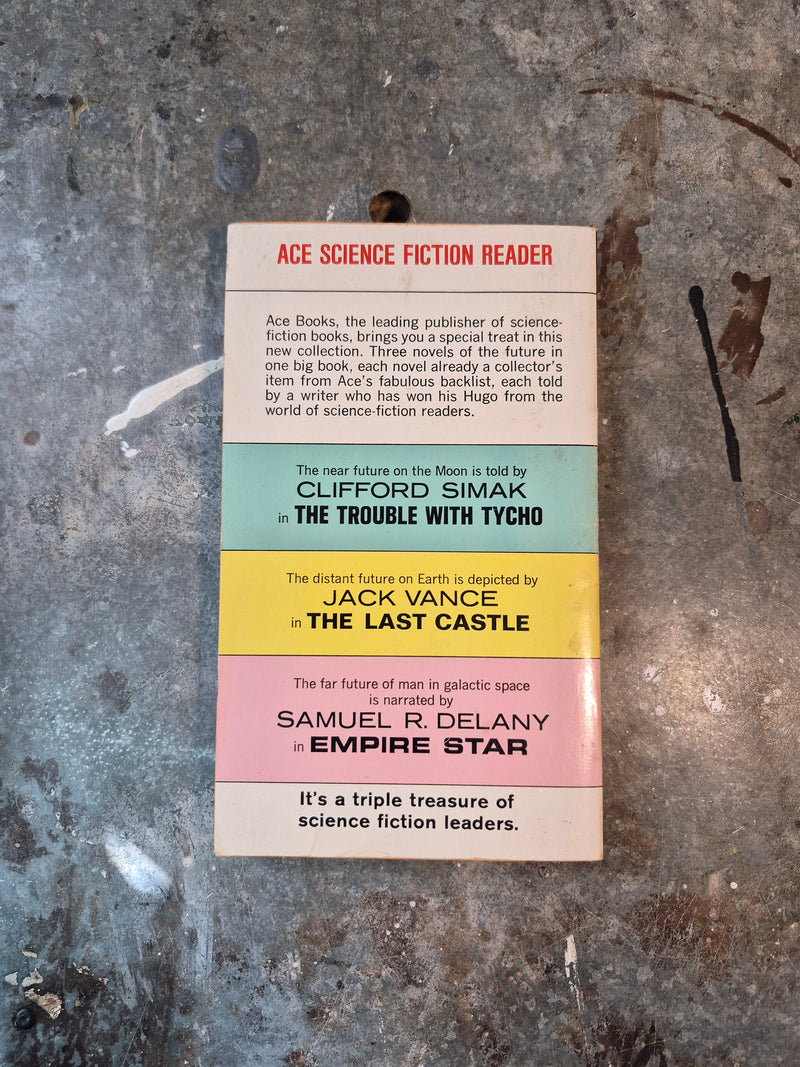 ACE SCIENCE FICTION READER
Ace Books, the leading publisher of science-
fiction books, brings you a special treat in this
new collection. Three novels of the future in
one big book, each novel already a collector's
item from Ace's fabulous backlist, each told
by a writer who has won his Hugo from the
world of science-fiction readers.
The near future on the Moon is told by
CLIFFORD SIMAK
in THE TROUBLE WITH TYCHO
The distant future on Earth is depicted by
JACK VANCE
in THE LAST CASTLE
The far future of man in galactic space
is narrated by
SAMUEL R. DELANY
in EMPIRE STAR
It's a triple treasure of
science fiction leaders.